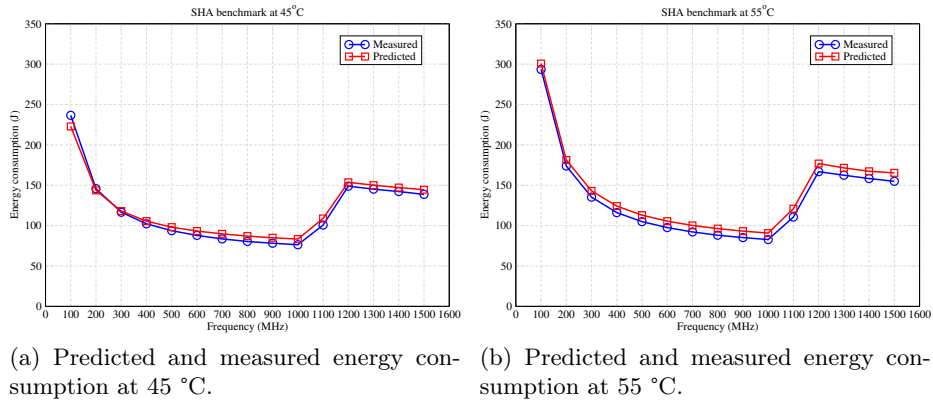 SHA benchmark at 45°C
350
300
250
200
150
100
50
0
Energy consumption (J)
Measured
Predicted
0 100 200 300 400 500 600 700 800 900 1000 1100 1200 1300 1400 1500 1600
Frequency (MHz)
(a) Predicted and measured energy con-
sumption at 45 °C.
SHA benchmark at 55°C
350
300
250
200
150
100
50
0
Energy consumption (J)
Measured
Predicted
0 100 200 300 400 500 600 700 800 900 1000 1100 1200 1300 1400 1500 1600
Frequency (MHz)
(b) Predicted and measured energy con-
sumption at 55 °C.